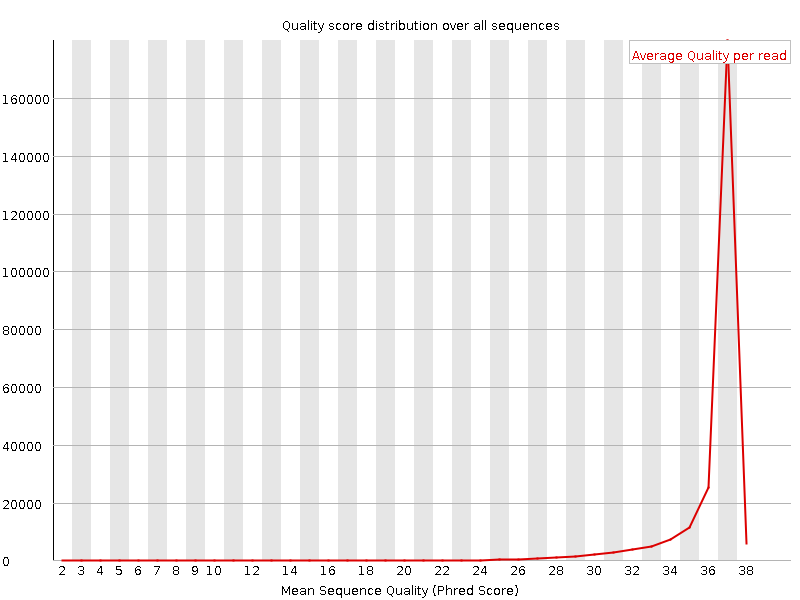 Quality score distribution over all sequences
Average Quality per read
160000
140000
120000
100000
80000
60000
40000
20000
0
2 3 4 5 6 7 8 9 10 12 14 16 18 20 22 24 26 28 30 32 34 36 38
Mean Sequence Quality (Phred Score)